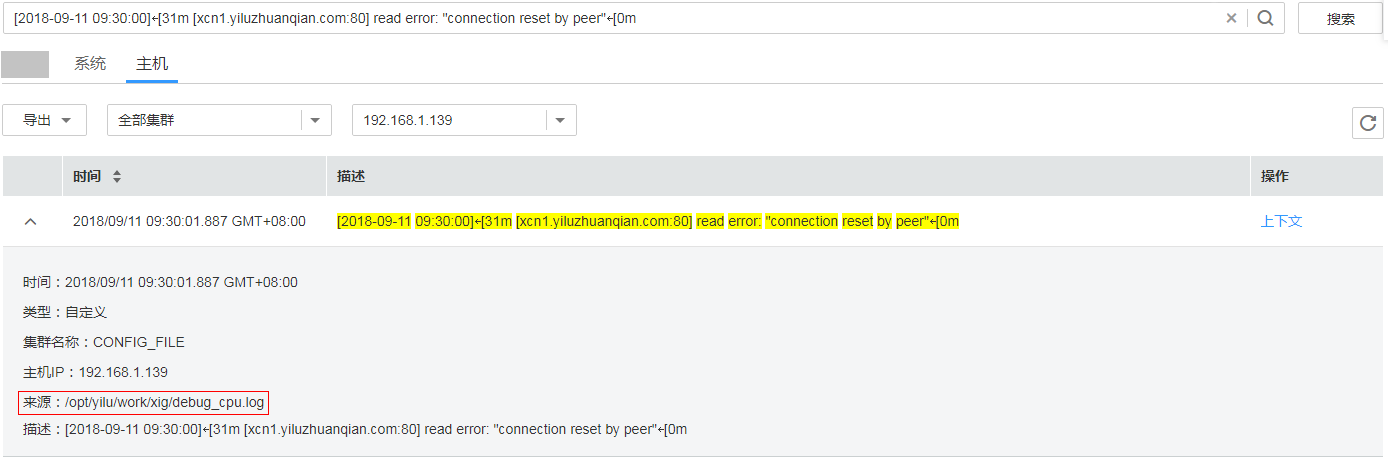 [2018-09-11 09:30:00]←[31m [xcn1.yiluzhuanqian.com:80] read error: "connection reset by peer"←[0m 搜索
系统 主机
导出 全部集群 192.168.1.139
时间 描述 操作
2018/09/11 09:30:01.887 GMT+08:00 [2018-09-11 09:30:00]←[31m [xcn1.yiluzhuanqian.com:80] read error: "connection reset by peer"←[0m 上下文
时间：2018/09/11 09:30:01.887 GMT+08:00
类型：自定义
集群名称：CONFIG_FILE
主机IP：192.168.1.139
来源：/opt/yilu/work/xig/debug_cpu.log
描述：[2018-09-11 09:30:00]←[31m [xcn1.yiluzhuanqian.com:80] read error: "connection reset by peer"←[0m